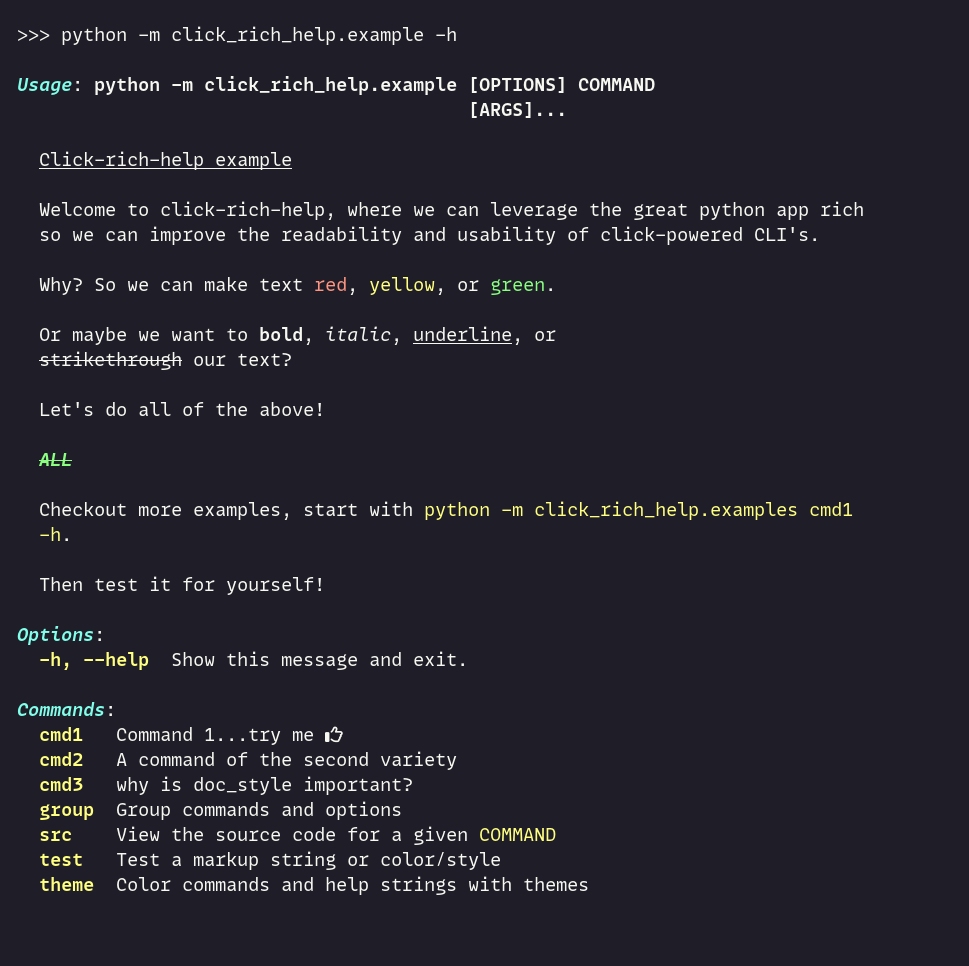 >>> python -m click_rich_help.example -h
Usage: python -m click_rich_help.example [OPTIONS] COMMAND
[ARGS]...
Click-rich-help example
Welcome to click-rich-help, where we can leverage the great python app rich
so we can improve the readability and usability of click-powered CLI's.
Why? So we can make text red, yellow, or green.
Or maybe we want to bold, italic, underline, or
strikethrough our text?
Let's do all of the above!
ALL
Checkout more examples, start with python -m click_rich_help.examples cmd1
-h.
Then test it for yourself!
Options:
-h, --help  Show this message and exit.
Commands:
cmd1   Command 1...try me 👍
cmd2   A command of the second variety
cmd3   why is doc_style important?
group  Group commands and options
src    View the source code for a given COMMAND
test   Test a markup string or color/style
theme  Color commands and help strings with themes